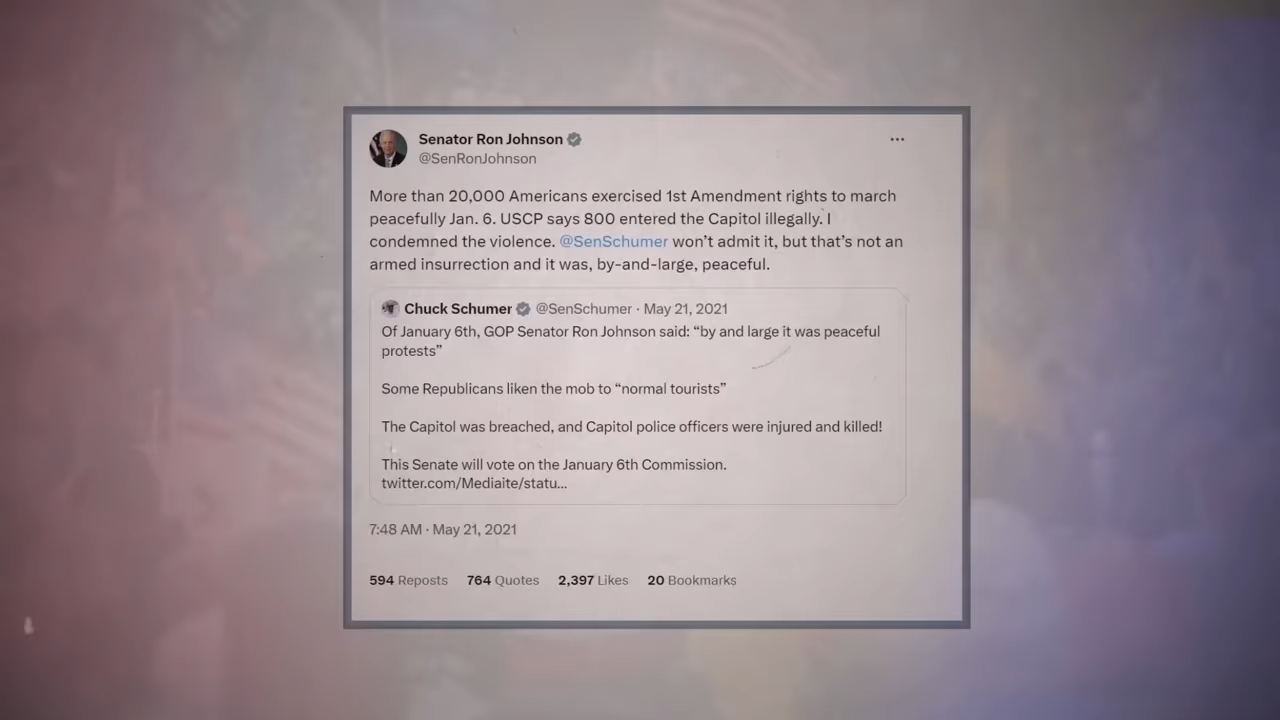 Senator Ron Johnson
@SenRonJohnson
More than 20,000 Americans exercised 1st Amendment rights to march
peacefully Jan. 6. USCP says 800 entered the Capitol illegally. I
condemned the violence. @SenSchumer won’t admit it, but that’s not an
armed insurrection and it was, by-and-large, peaceful.
Chuck Schumer @SenSchumer · May 21, 2021
Of January 6th, GOP Senator Ron Johnson said: “by and large it was peaceful
protests”
Some Republicans liken the mob to “normal tourists”
The Capitol was breached, and Capitol police officers were injured and killed!
This Senate will vote on the January 6th Commission.
twitter.com/Mediaite/statu...
7:48 AM · May 21, 2021
594 Reposts 764 Quotes 2,397 Likes 20 Bookmarks